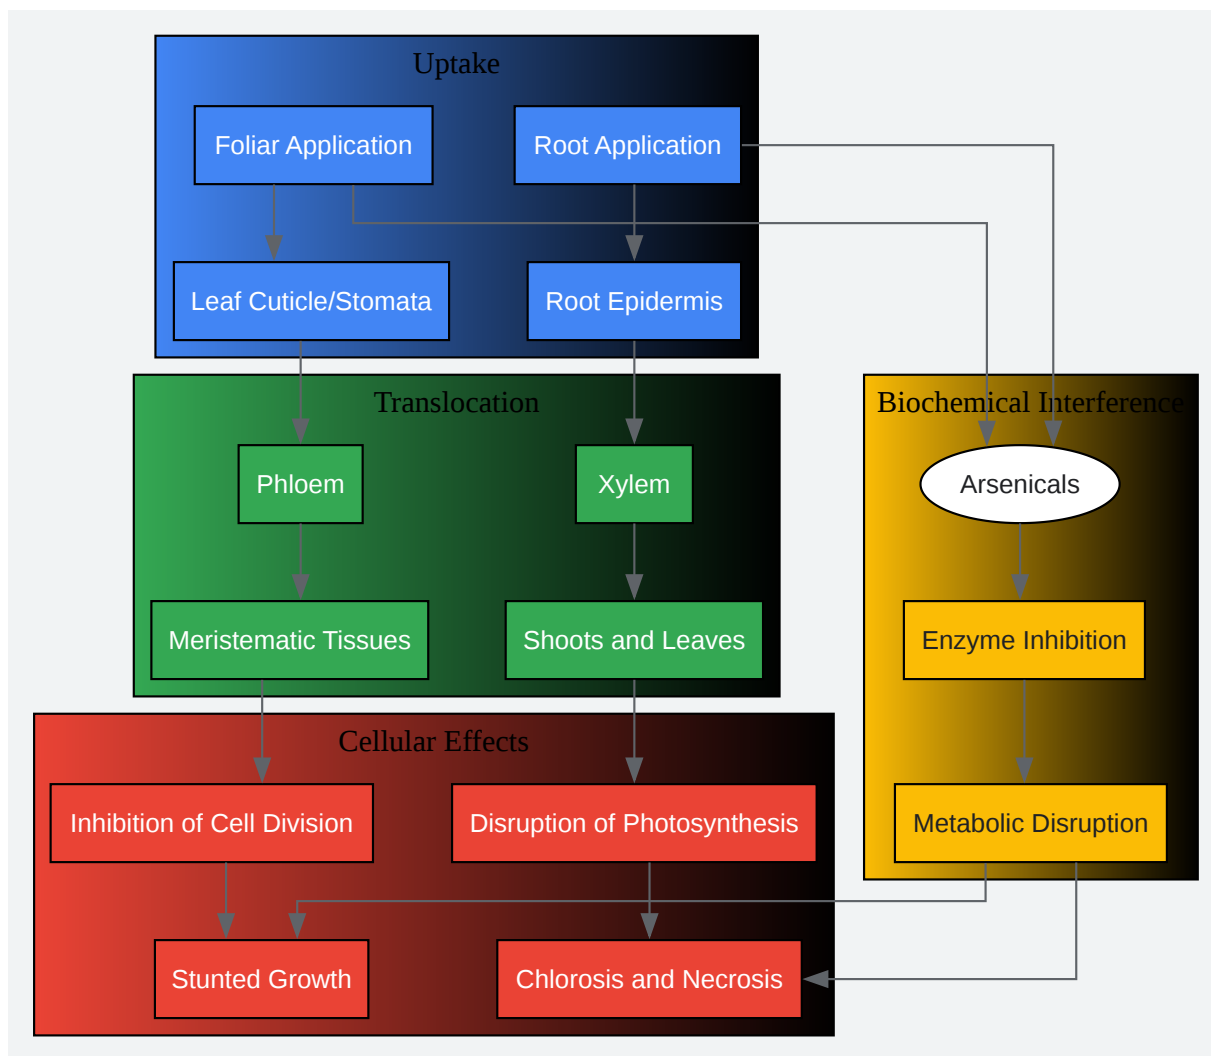 Uptake
Foliar Application
Root Application
Leaf Cuticle/Stomata
Root Epidermis
Translocation
Biochemical Interference
Phloem
Xylem
Arsenicals
Meristematic Tissues
Shoots and Leaves
Enzyme Inhibition
Cellular Effects
Inhibition of Cell Division
Disruption of Photosynthesis
Metabolic Disruption
Stunted Growth
Chlorosis and Necrosis